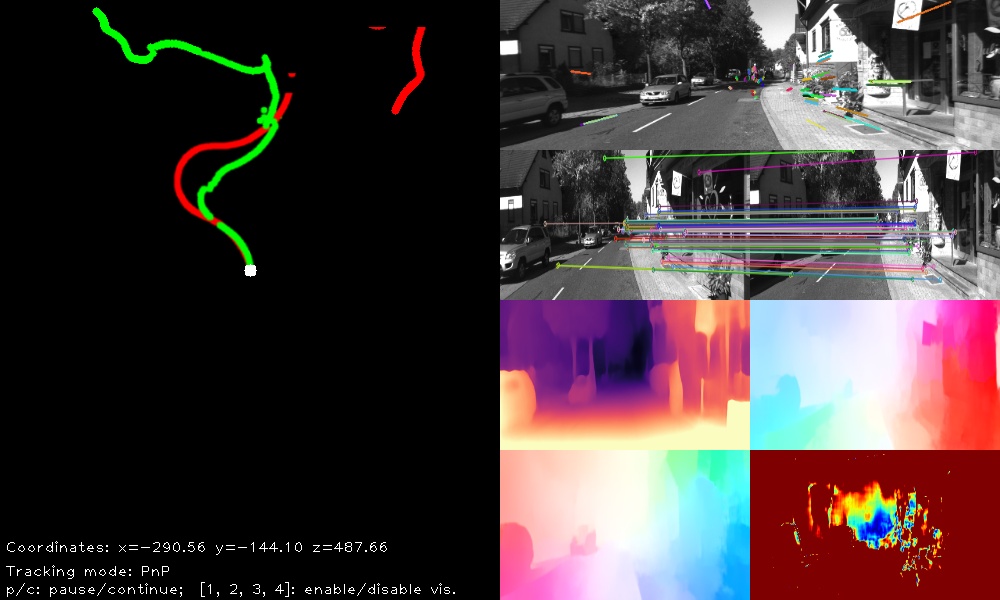 Coordinates: x=-290.56 y=-144.10 z=487.66
Tracking mode: PnP
p/c: pause/continue; [1, 2, 3, 4]: enable/disable vis.